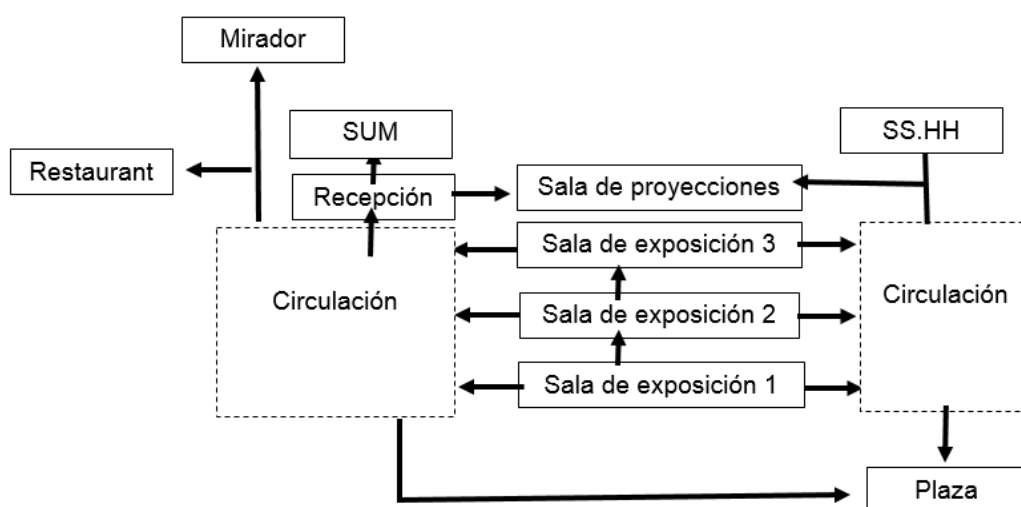 Mirador
SUM
SS.HH
Restaurant
Recepción
Sala de proyecciones
Sala de exposición 3
Circulación
Sala de exposición 2
Circulación
Sala de exposición 1
Plaza